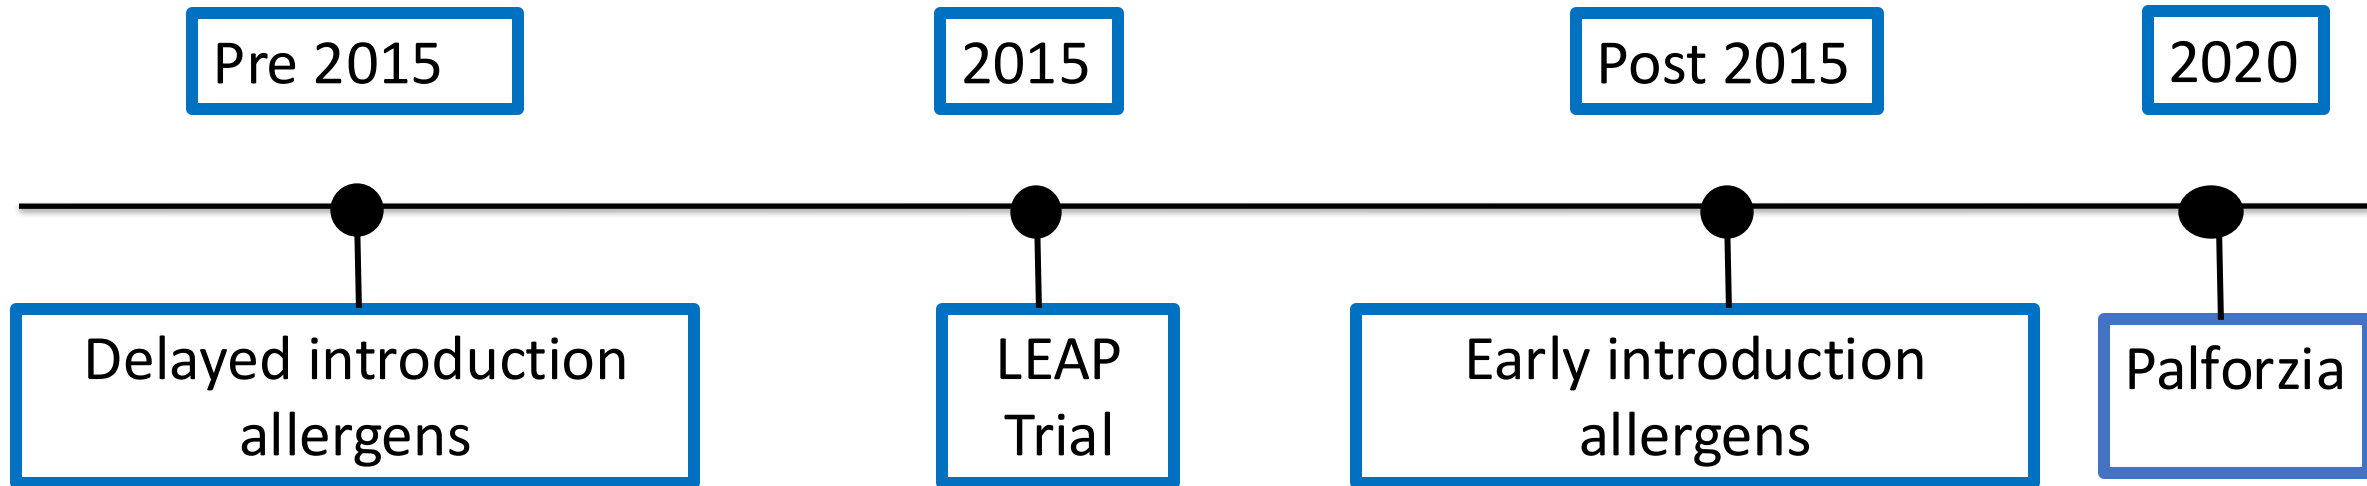 Pre 2015
2015
Post 2015
2020
Delayed introduction
allergens
LEAP
Trial
Early introduction
allergens
Palforzia